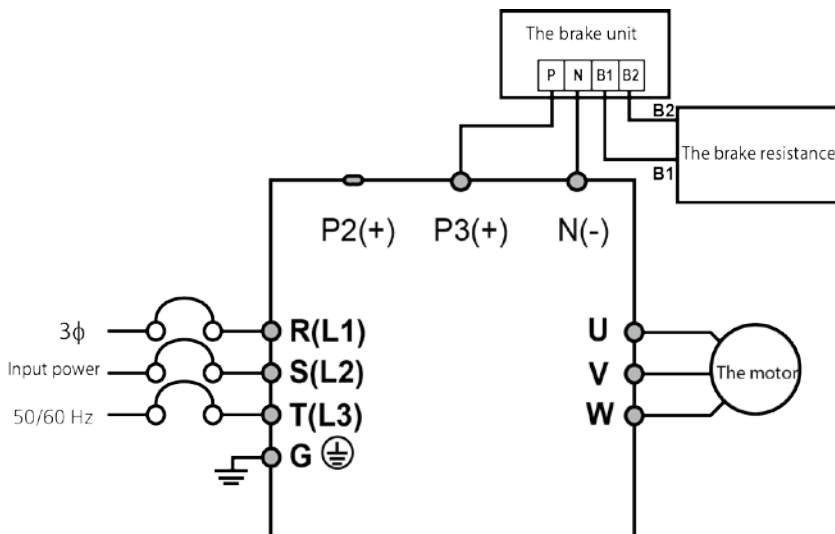 The brake unit
P N B1 B2
B2
The brake resistance
B1
P2(+) P3(+) N(-)
3ϕ
R(L1)
U
Input power
S(L2)
V
The motor
50/60 Hz
T(L3)
W
G